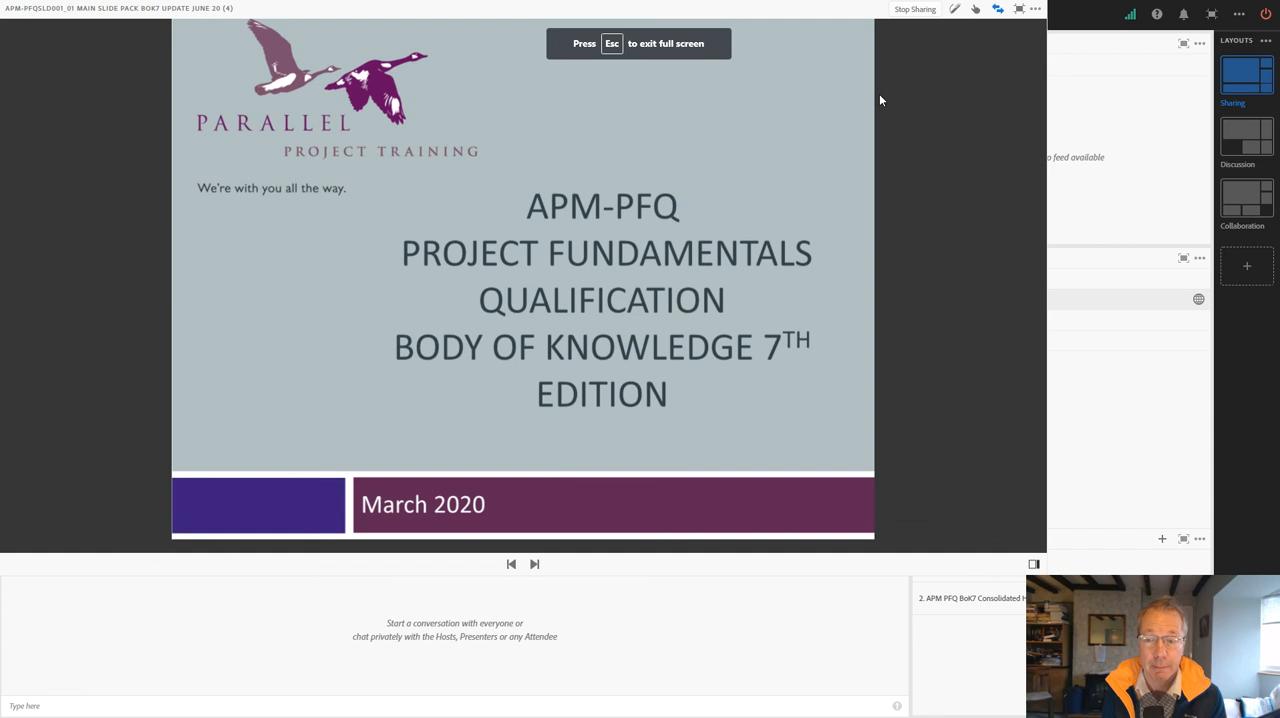 APM-PFQSLD001_01 MAIN SLIDE PACK BOK7 UPDATE JUNE 20 (4)
Stop Sharing
Press Esc to exit full screen
LAYOUTS
Sharing
Discussion
Collaboration
o feed available
PARALLEL
PROJECT TRAINING
We're with you all the way.
APM-PFQ
PROJECT FUNDAMENTALS
QUALIFICATION
BODY OF KNOWLEDGE 7TH
EDITION
March 2020
Start a conversation with everyone or
chat privately with the Hosts, Presenters or any Attendee
Type here
2. APM PFQ BoK7 Consolidated H